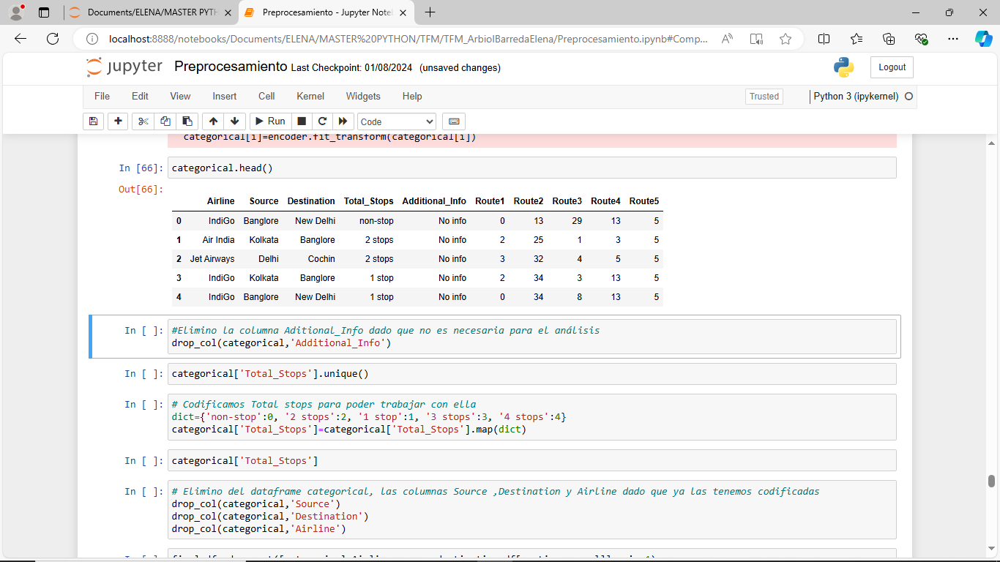 Documents/ELENA/MASTER PYTH
Preprocesamiento - Jupyter Note
localhost:8888/notebooks/Documents/ELENA/MASTER%20PYTHON/TFM/TFM_ArbiolBarredaElena/Preprocesamiento.ipynb#Comp...
jupyter Preprocesamiento Last Checkpoint: 01/08/2024 (unsaved changes)
Logout
File Edit View Insert Cell Kernel Widgets Help
Trusted
Python 3 (ipykernel)
Run
Code
categorical[i]=encoder.fit_transform(categorical[i])
In [66]: categorical.head()
Out[66]:
Airline Source Destination Total_Stops Additional_Info Route1 Route2 Route3 Route4 Route5
0 IndiGo Banglore New Delhi non-stop No info 0 13 29 13 5
1 Air India Kolkata Banglore 2 stops No info 2 25 1 3 5
2 Jet Airways Delhi Cochin 2 stops No info 3 32 4 5 5
3 IndiGo Kolkata Banglore 1 stop No info 2 34 3 13 5
4 IndiGo Banglore New Delhi 1 stop No info 0 34 8 13 5
In [ ]: #Elimino la columna Aditional_Info dado que no es necesaria para el análisis
drop_col(categorical,'Additional_Info')
In [ ]: categorical['Total_Stops'].unique()
In [ ]: # Codificamos Total stops para poder trabajar con ella
dict={'non-stop':0, '2 stops':2, '1 stop':1, '3 stops':3, '4 stops':4}
categorical['Total_Stops']=categorical['Total_Stops'].map(dict)
In [ ]: categorical['Total_Stops']
In [ ]: # Elimino del dataframe categorical, las columnas Source ,Destination y Airline dado que ya las tenemos codificadas
drop_col(categorical,'Source')
drop_col(categorical,'Destination')
drop_col(categorical,'Airline')